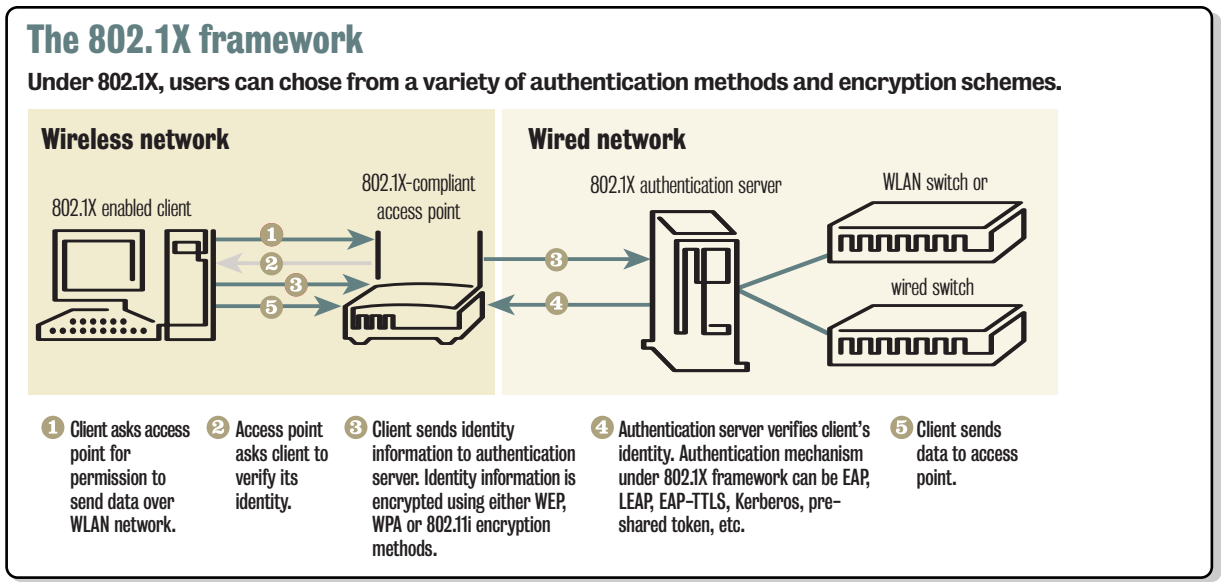 The 802.1X framework
Under 802.1X, users can chose from a variety of authentication methods and encryption schemes.
Wireless network
802.1X enabled client
802.1X-compliant
access point
1
2
3
5
Wired network
802.1X authentication server
WLAN switch or
wired switch
3
4
1 Client asks access
point for
permission to
send data over
WLAN network.
2 Access point
asks client to
verify its
identity.
3 Client sends identity
information to authentication
server. Identity information is
encrypted using either WEP,
WPA or 802.11i encryption
methods.
4 Authentication server verifies client's
identity. Authentication mechanism
under 802.1X framework can be EAP,
LEAP, EAP-TTLS, Kerberos, pre-
shared token, etc.
5 Client sends
data to access
point.